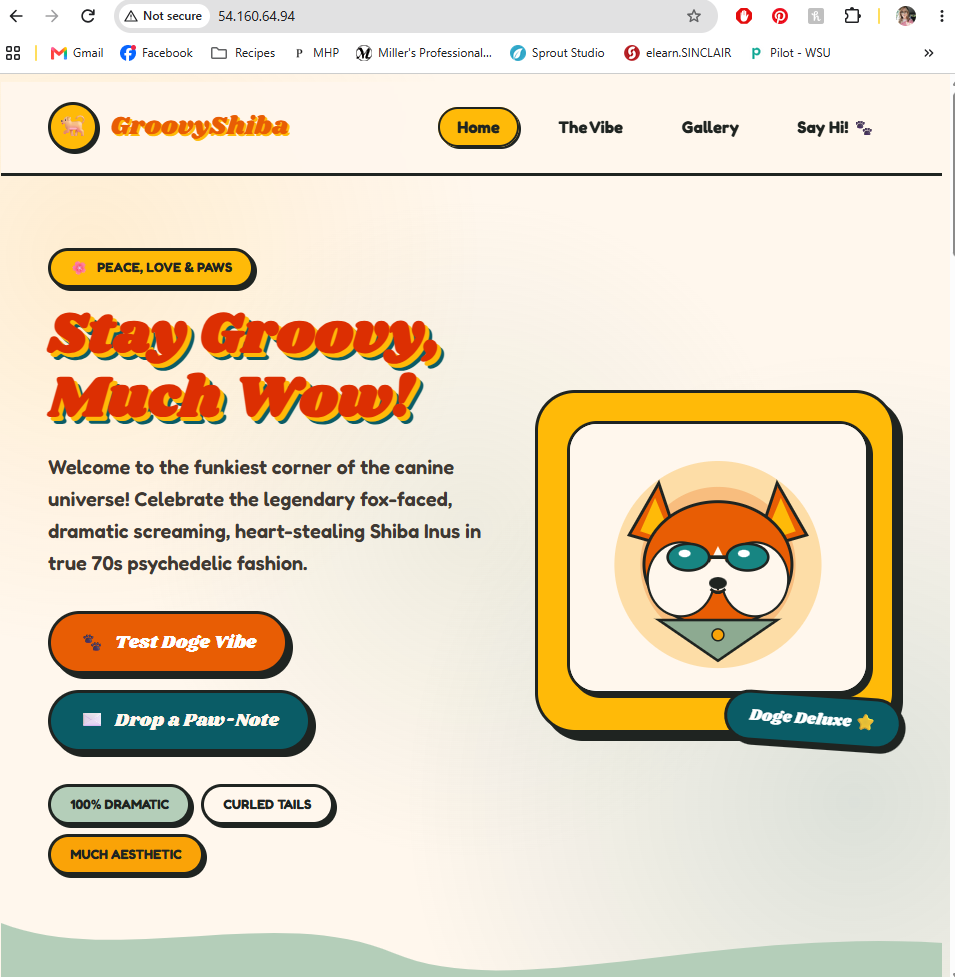 Not secure 54.160.64.94
Gmail Facebook Recipes P MHP M Miller's Professional... Sprout Studio S elearn.SINCLAIR P Pilot - WSU »
GroovyShiba
Home The Vibe Gallery Say Hi!
PEACE, LOVE & PAWS
Stay Groovy,
Much Wow!
Welcome to the funkiest corner of the canine
universe! Celebrate the legendary fox-faced,
dramatic screaming, heart-stealing Shiba Inus in
true 70s psychedelic fashion.
Test Doge Vibe
Drop a Paw-Note
100% DRAMATIC CURLED TAILS
MUCH AESTHETIC
Doge Deluxe